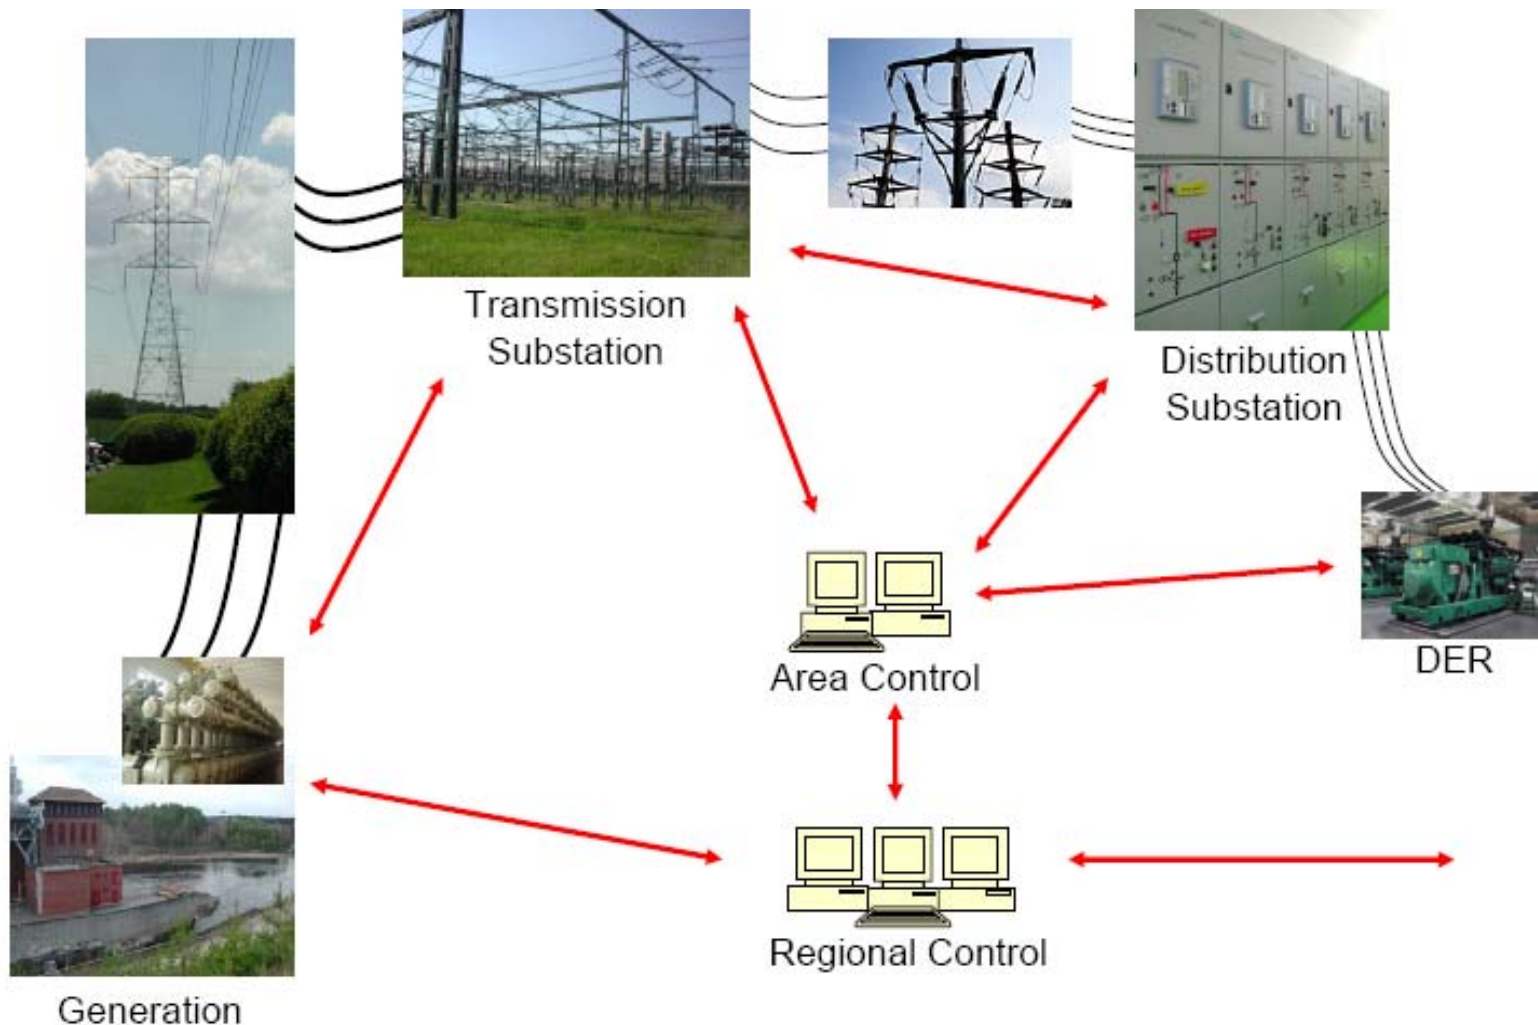 Transmission
Substation
Distribution
Substation
DER
Area Control
Regional Control
Generation